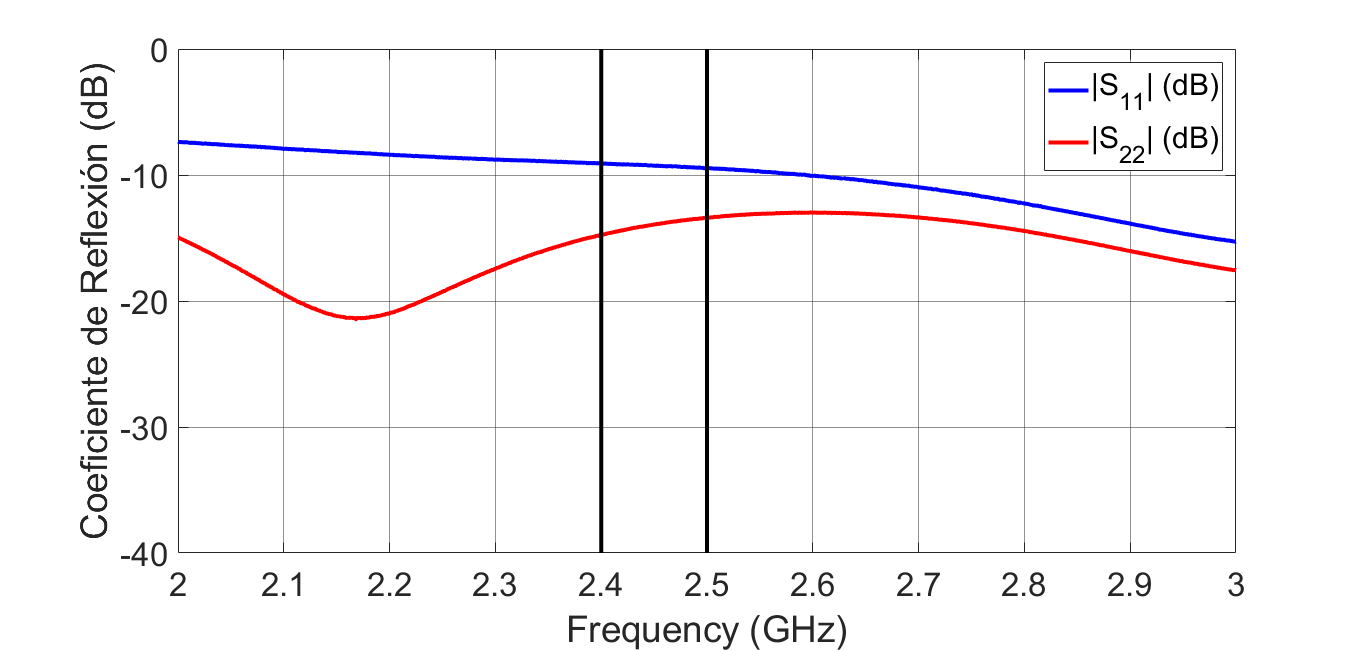 Coeficiente de Reflexión (dB)
0
-10
-20
-30
-40
2 2.1 2.2 2.3 2.4 2.5 2.6 2.7 2.8 2.9 3
Frequency (GHz)
|S11| (dB)
|S22| (dB)